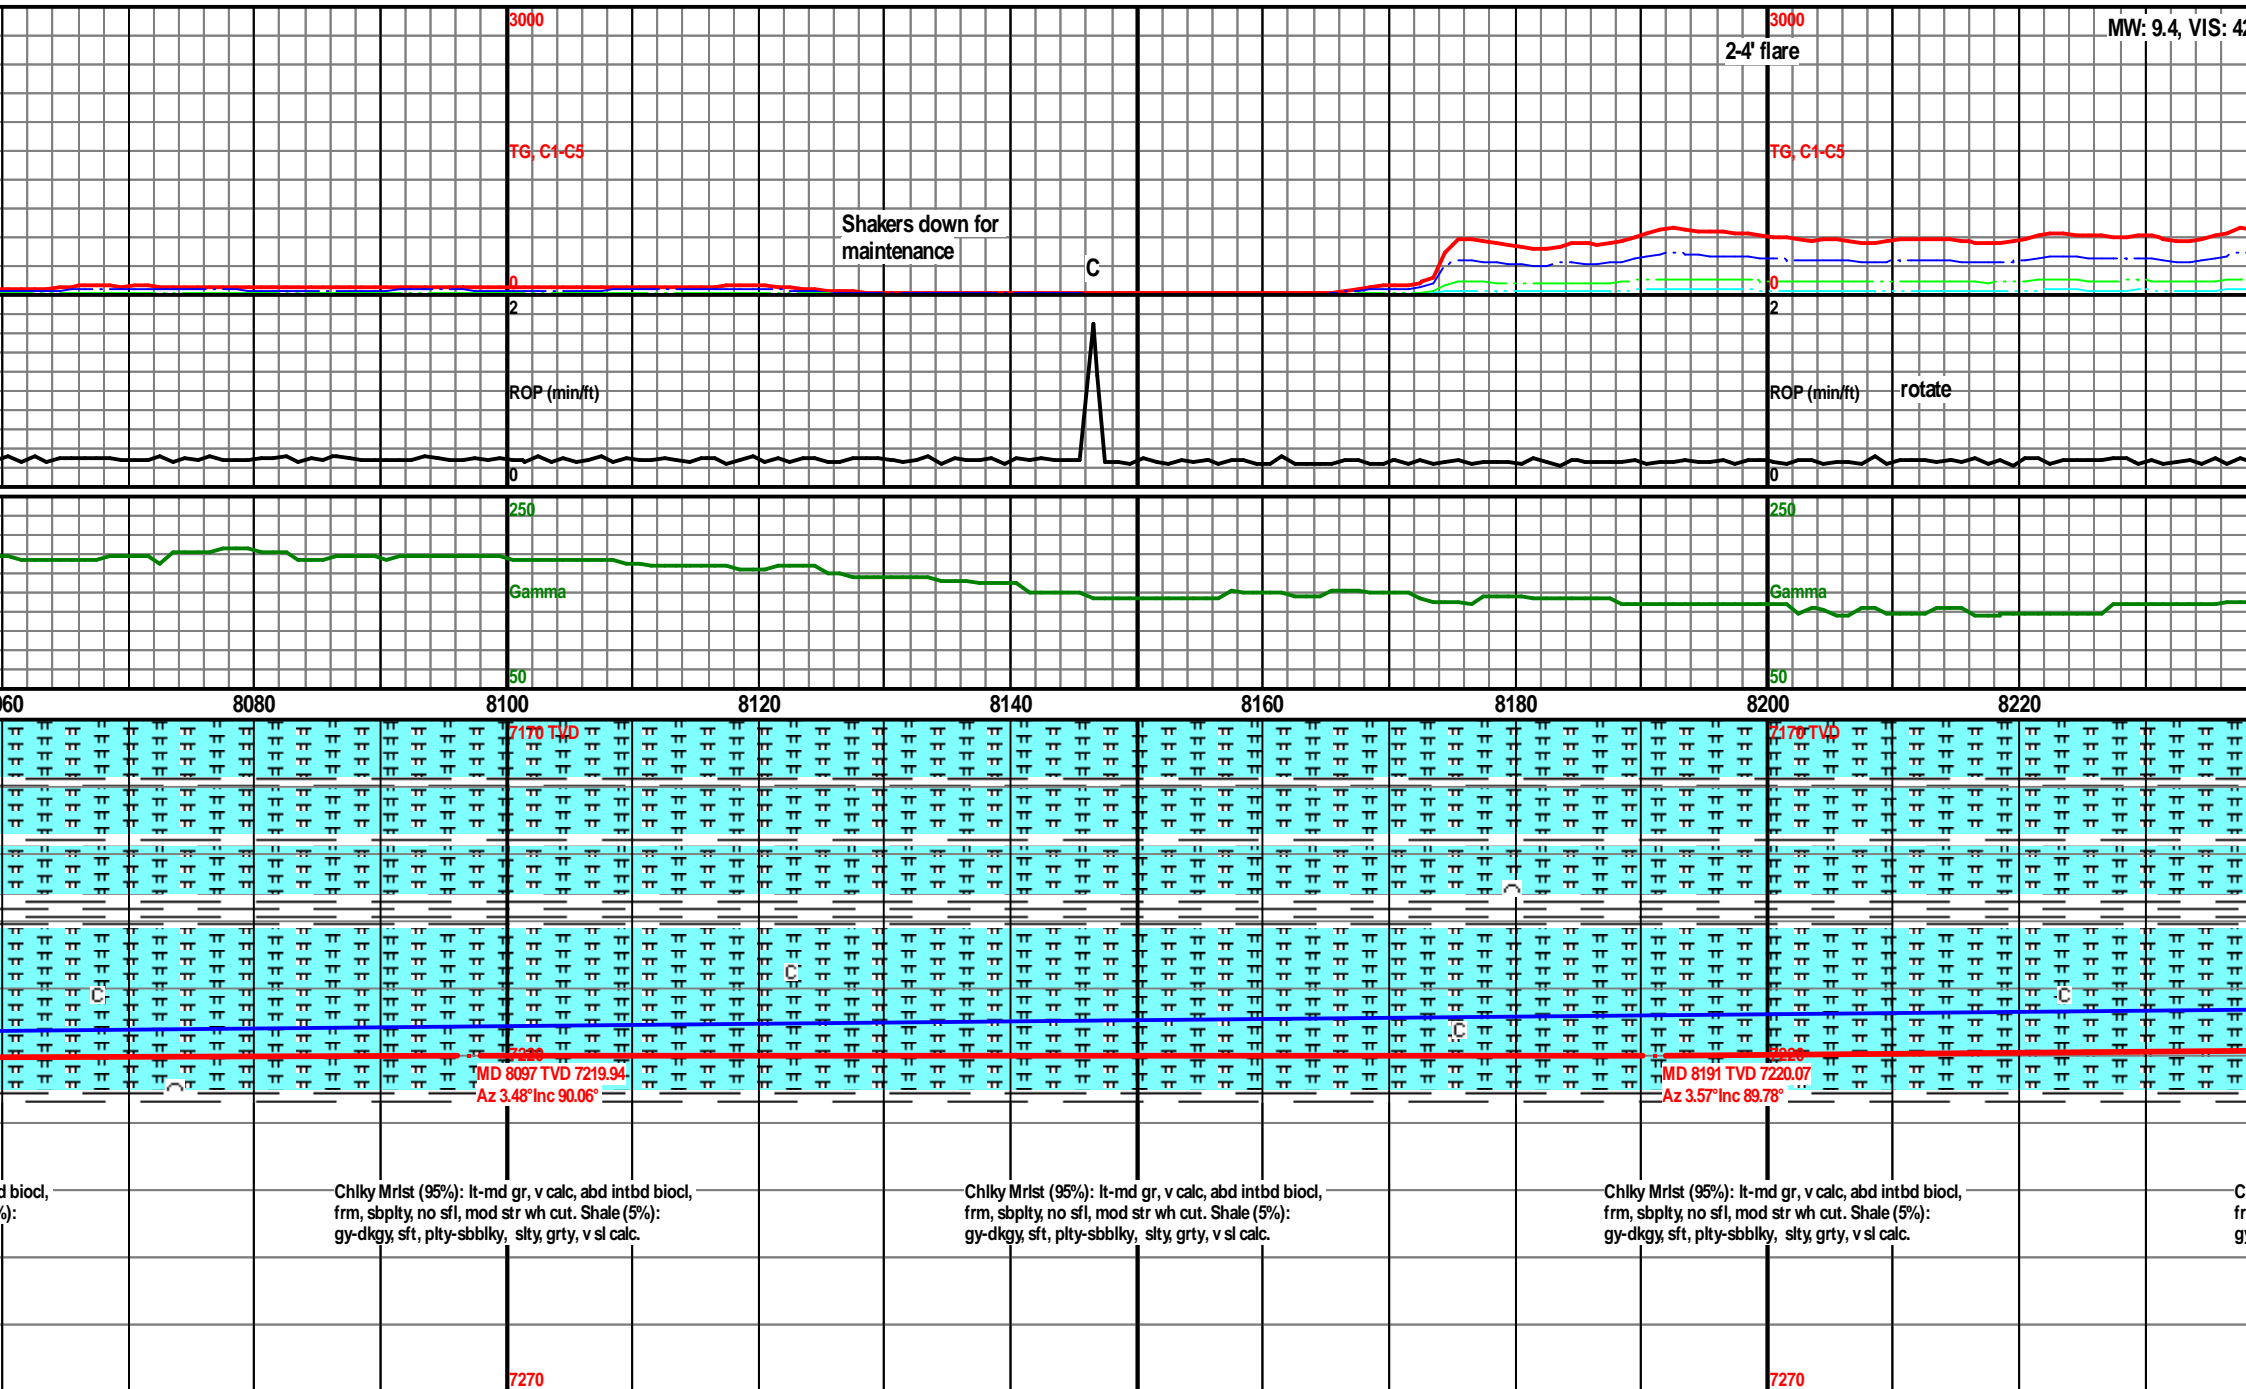 3000
3000
MW: 9.4, VIS: 42
2-4' flare
TG, C1-C5
TG, C1-C5
Shakers down for
maintenance
C
0
0
2
2
ROP (min/ft)
ROP (min/ft)
rotate
0
0
250
250
Gamma
Gamma
50
50
060
8080
8100
8120
8140
8160
8180
8200
8220
7170 TVD
7170 TVD
C
C
C
C
7220
7220
MD 8097 TVD 7219.94
Az 3.48°Inc 90.06°
MD 8191 TVD 7220.07
Az 3.57°Inc 89.78°
d biocl,
%):
Chlky Mrlst (95%): lt-md gr, v calc, abd intbd biocl,
frm, sbplty, no sfl, mod str wh cut. Shale (5%):
gy-dkgy, sft, plty-sbblky, slty, grty, v sl calc.
Chlky Mrlst (95%): lt-md gr, v calc, abd intbd biocl,
frm, sbplty, no sfl, mod str wh cut. Shale (5%):
gy-dkgy, sft, plty-sbblky, slty, grty, v sl calc.
Chlky Mrlst (95%): lt-md gr, v calc, abd intbd biocl,
frm, sbplty, no sfl, mod str wh cut. Shale (5%):
gy-dkgy, sft, plty-sbblky, slty, grty, v sl calc.
C
fr
gy
7270
7270